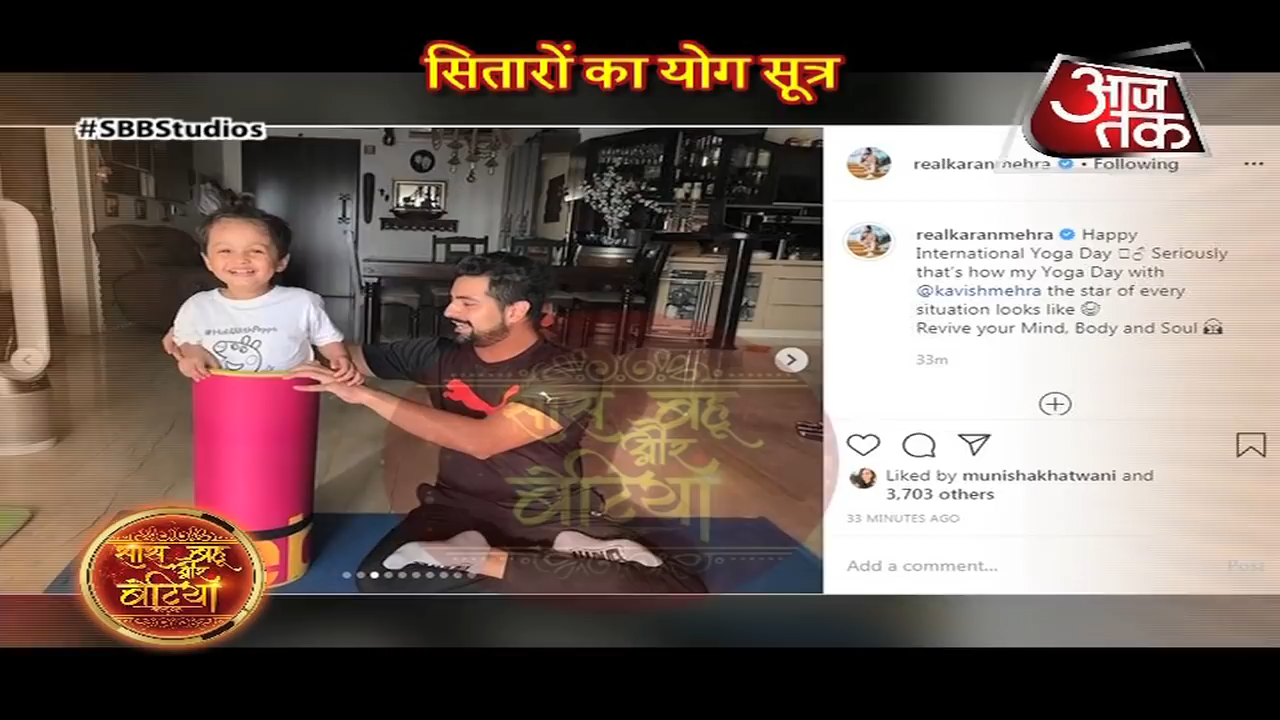 सितारों का योग सूत्र
आज
तक
#SBBStudios
realkaranmehra • Following
realkaranmehra Happy
International Yoga Day Seriously
that's how my Yoga Day with
@kavishmehra the star of every
situation looks like
Revive your Mind, Body and Soul
33m
Liked by munishakhatwani and
3,703 others
33 MINUTES AGO
Add a comment...
Post
सास बहू
और
बेटियां
सास बहू
और
बेटियां